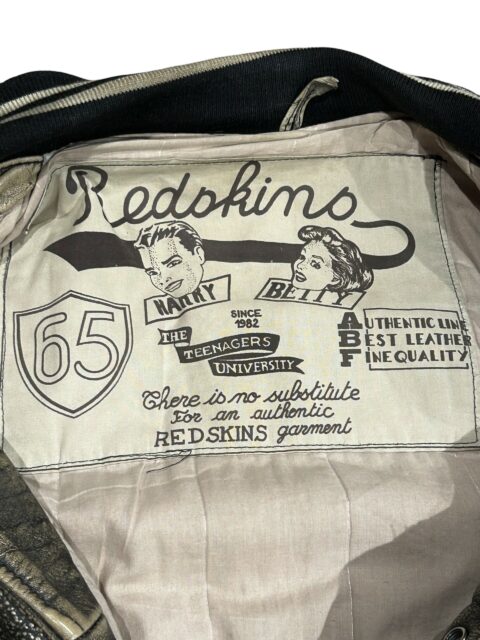 Redskins
HARRY
BETTY
65
SINCE
1982
THE
TEENAGERS
UNIVERSITY
AUTHENTIC LINE
BEST LEATHER
FINE QUALITY
There is no substitute
For an authentic
REDSKINS garment